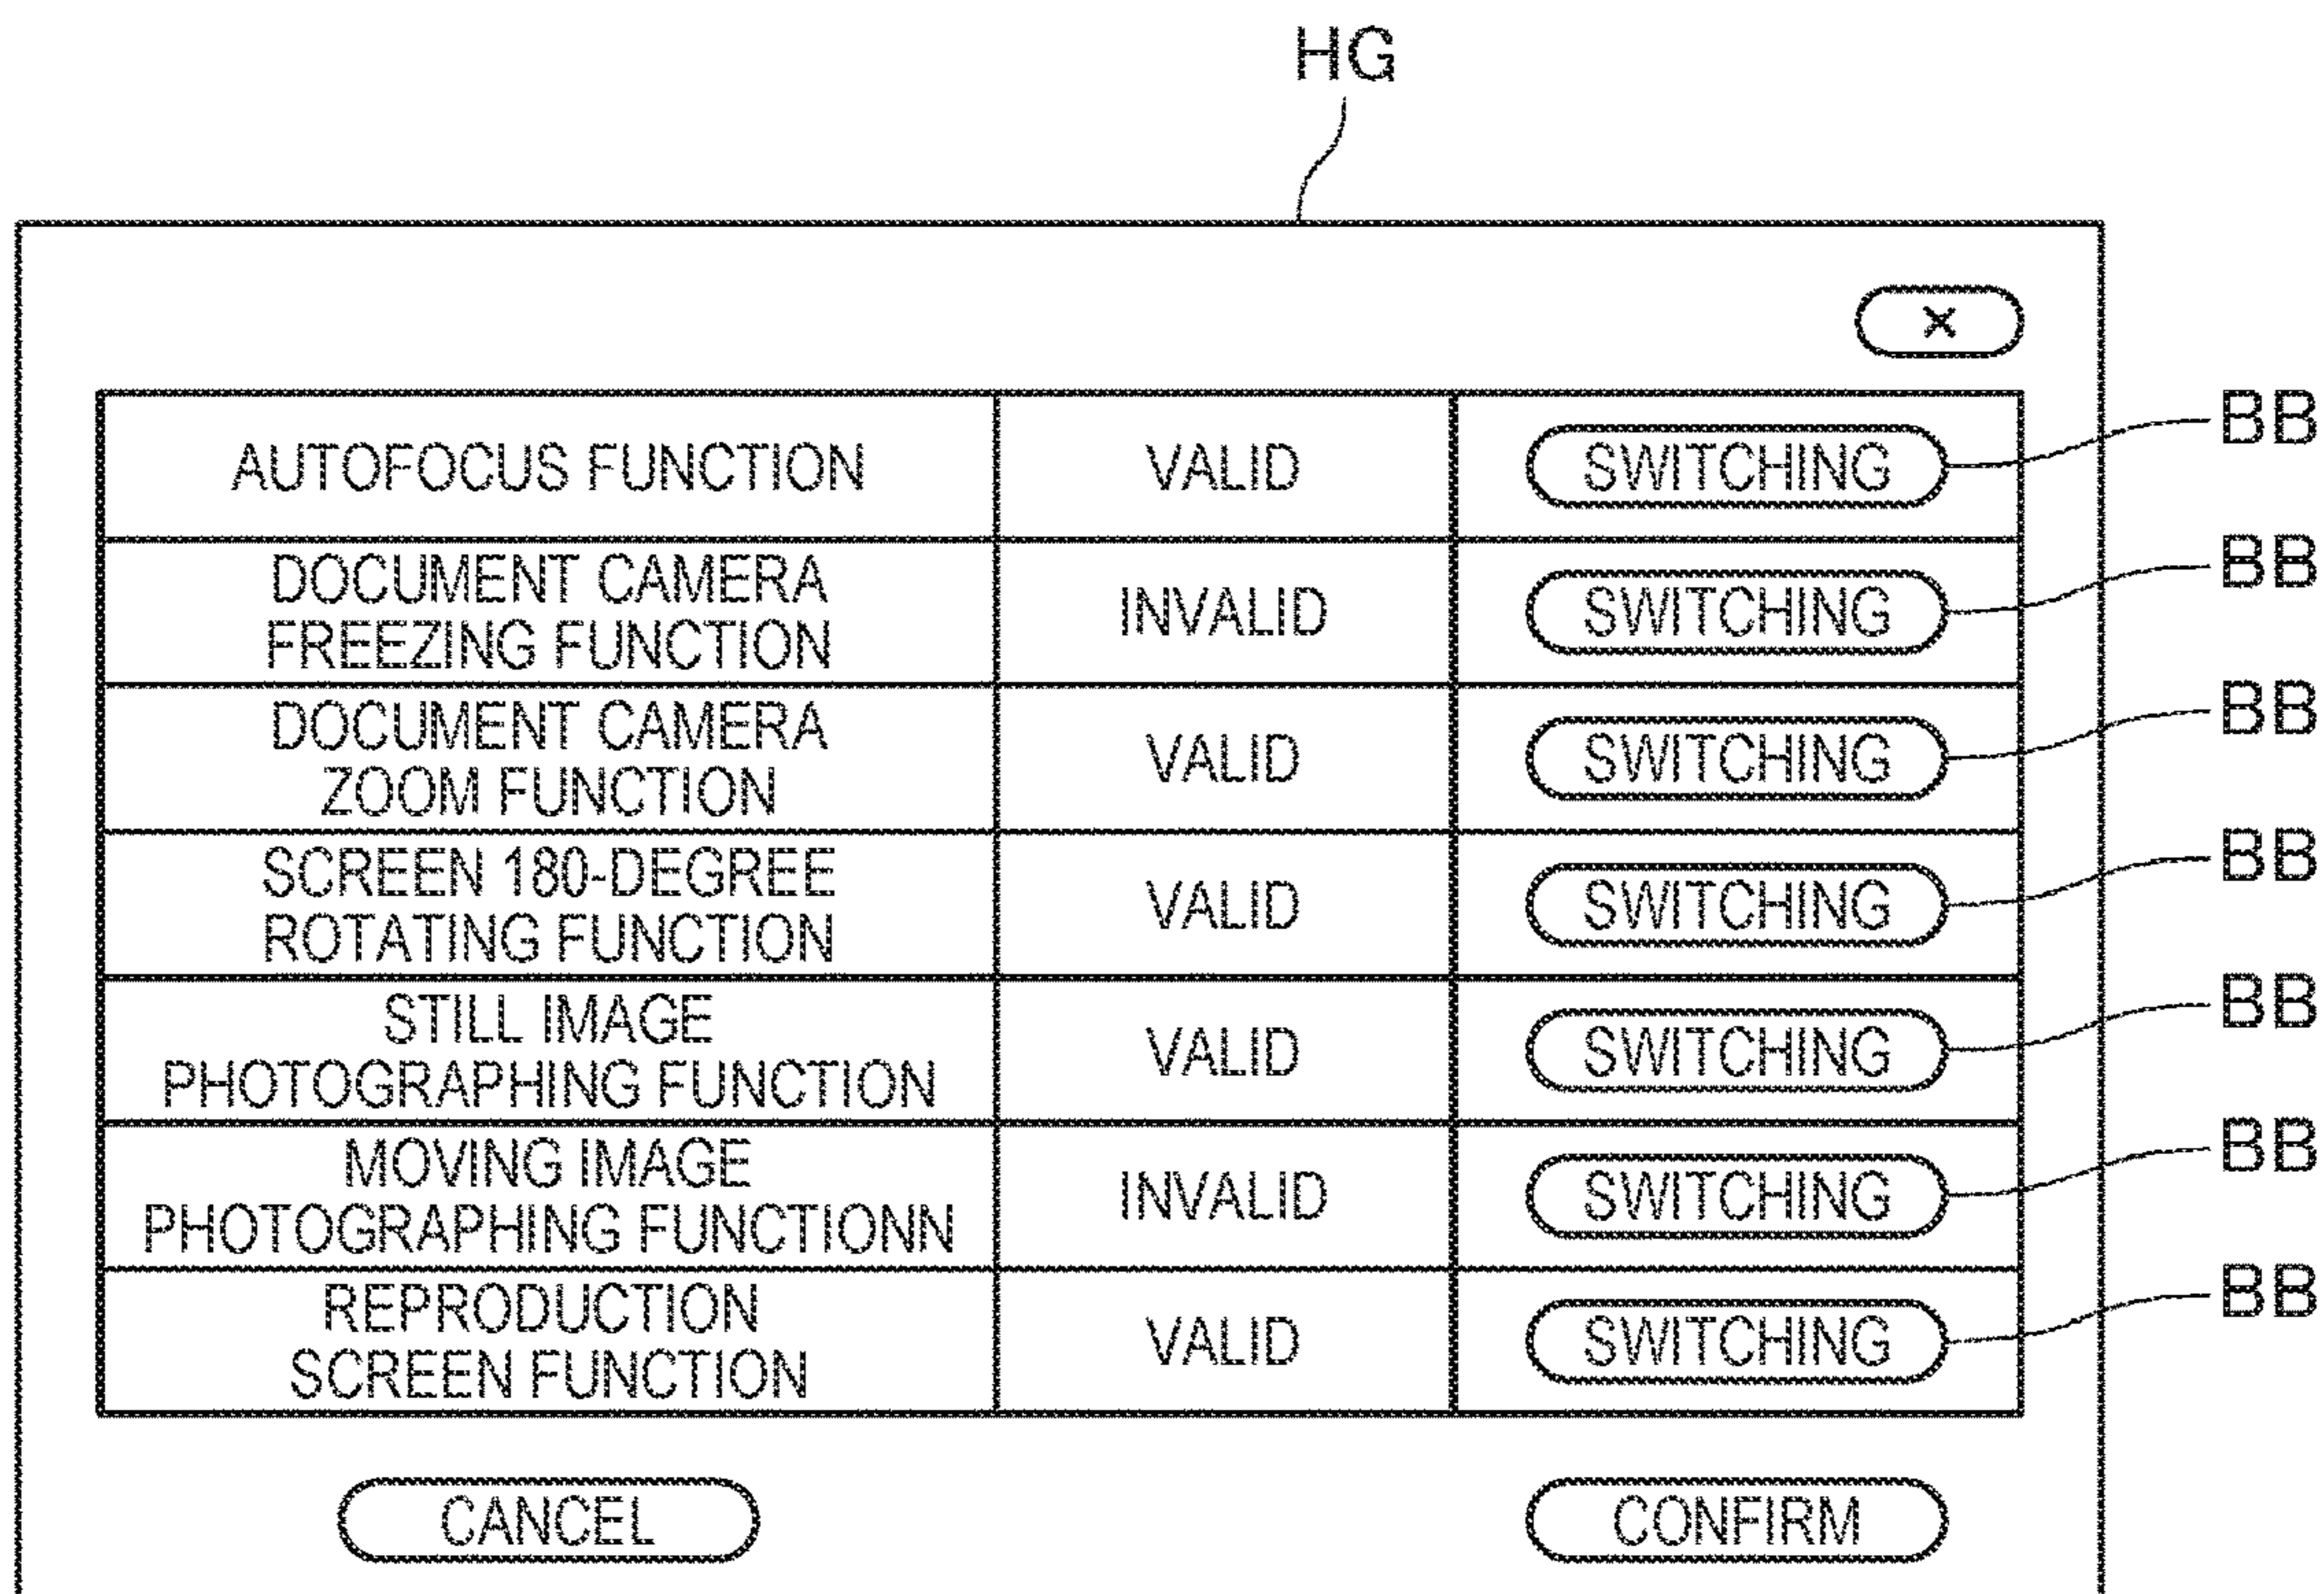 HG
×
AUTOFOCUS FUNCTION VALID SWITCHING BB
DOCUMENT CAMERA
FREEZING FUNCTION INVALID SWITCHING BB
DOCUMENT CAMERA
ZOOM FUNCTION VALID SWITCHING BB
SCREEN 180-DEGREE
ROTATING FUNCTION VALID SWITCHING BB
STILL IMAGE
PHOTOGRAPHING FUNCTION VALID SWITCHING BB
MOVING IMAGE
PHOTOGRAPHING FUNCTIONN INVALID SWITCHING BB
REPRODUCTION
SCREEN FUNCTION VALID SWITCHING BB
CANCEL CONFIRM